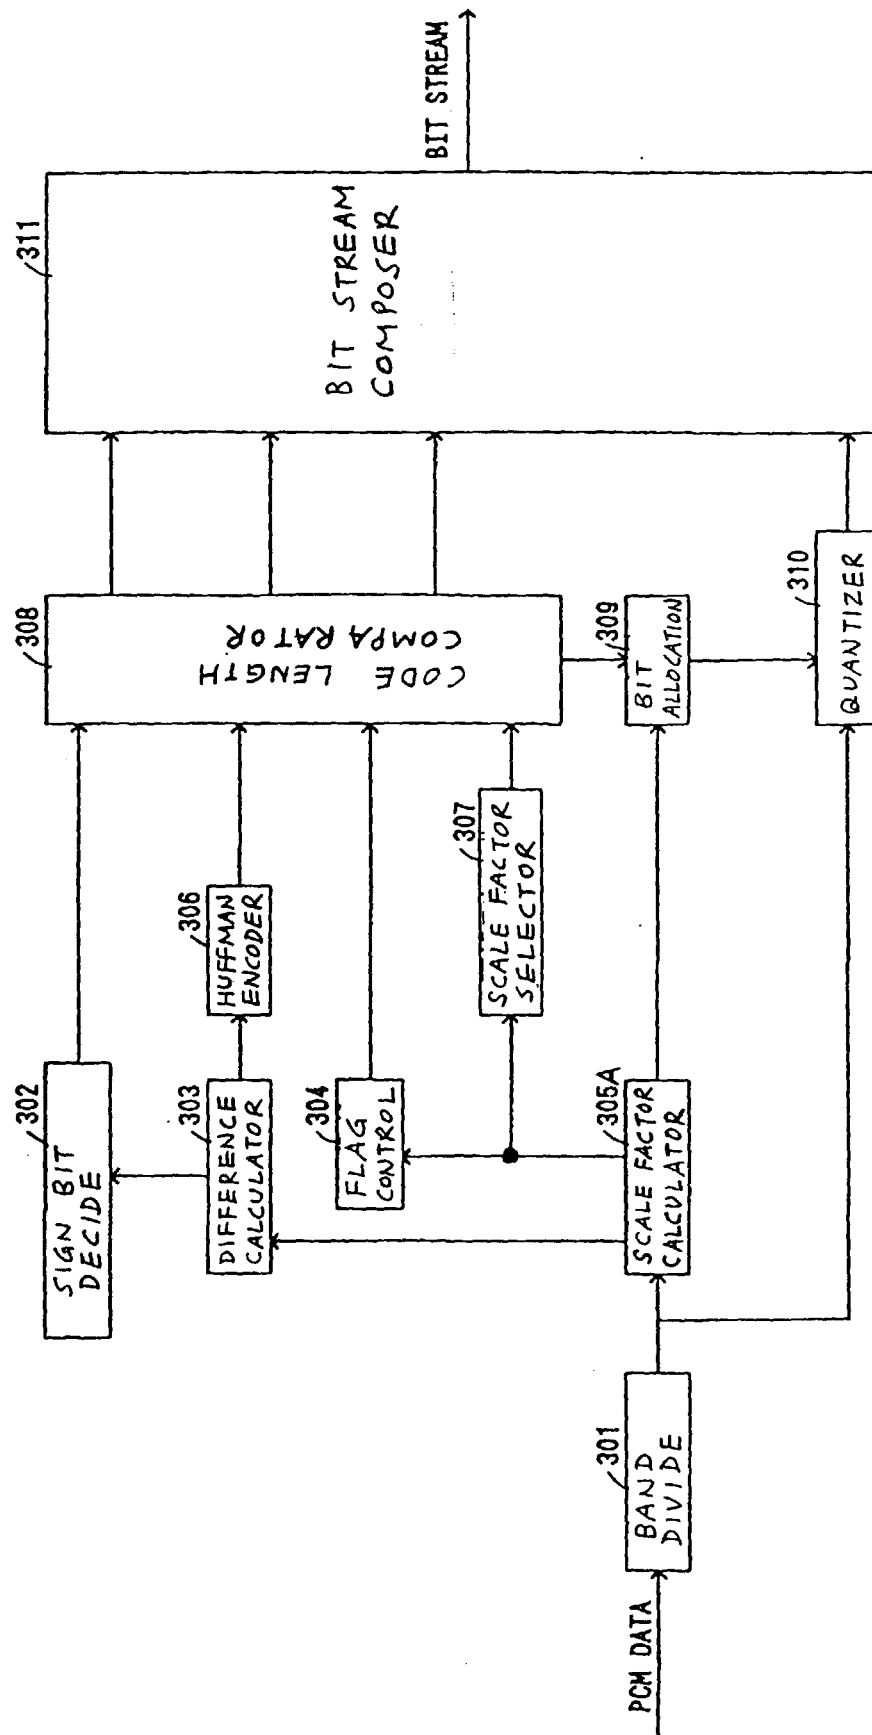 PCM DATA
301
BAND
DIVIDE
302
SIGN BIT
DECIDE
303
DIFFERENCE
CALCULATOR
304
FLAG
CONTROL
305A
SCALE FACTOR
CALCULATOR
306
HUFFMAN
ENCODER
307
SCALE FACTOR
SELECTOR
308
CODE LENGTH
COMPARATOR
309
BIT
ALLOCATION
310
QUANTIZER
311
BIT STREAM
COMPOSER
BIT STREAM